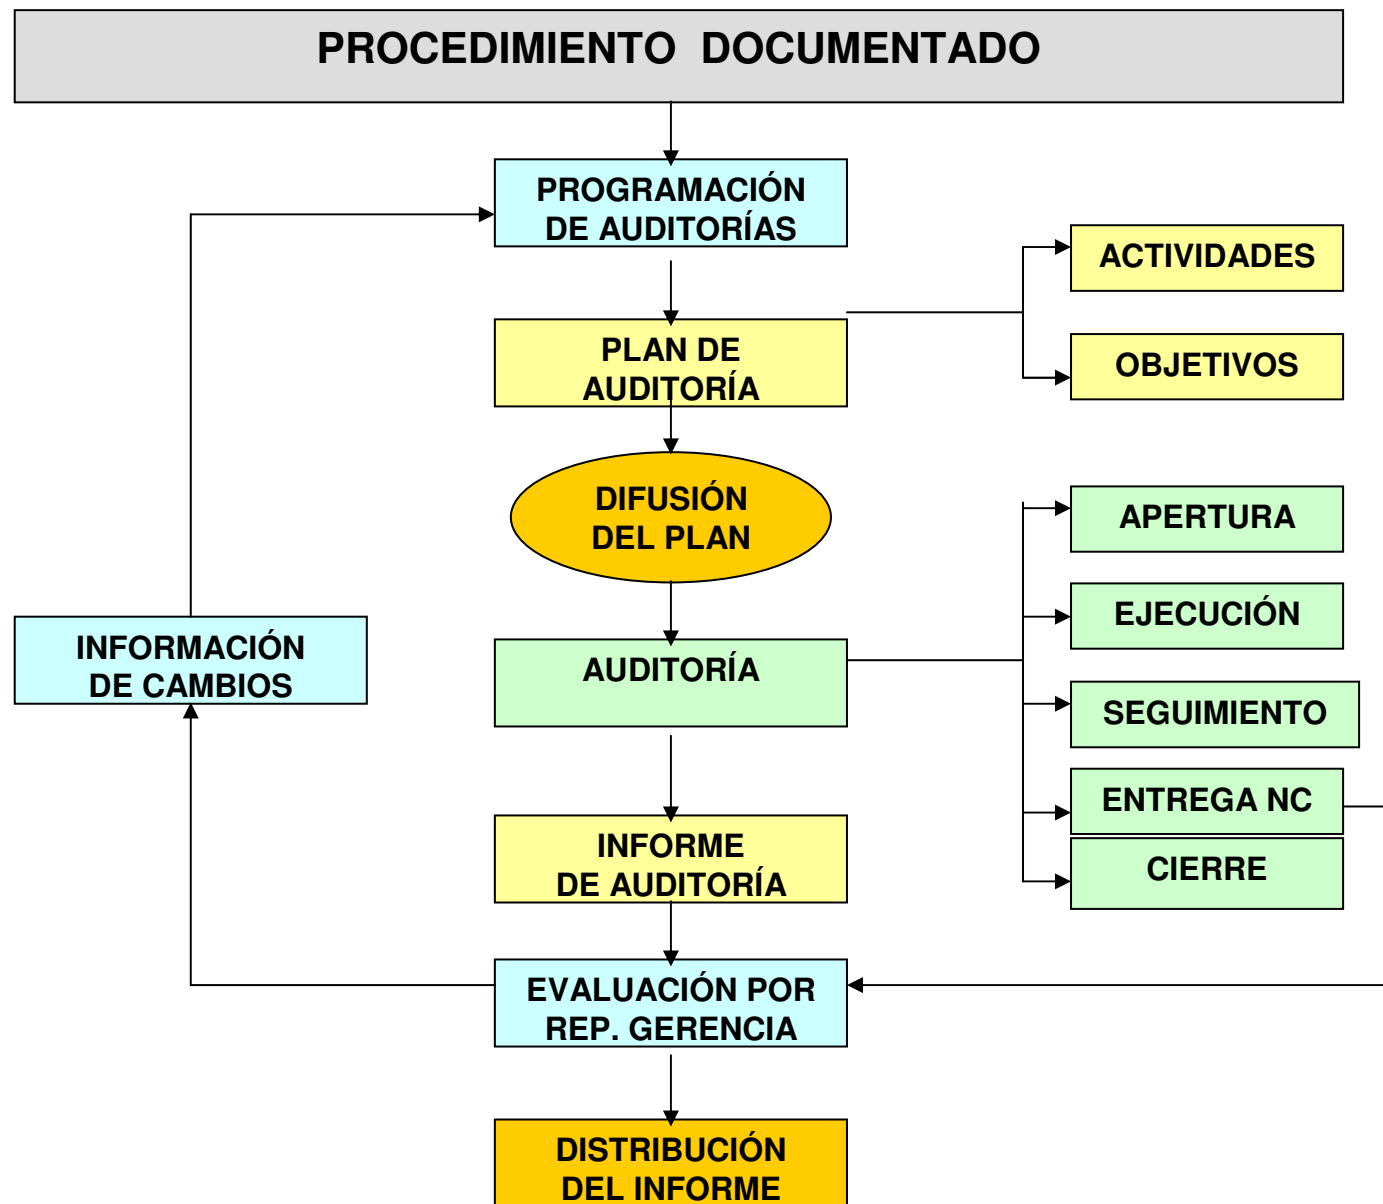 PROCEDIMIENTO DOCUMENTADO
PROGRAMACIÓN
DE AUDITORÍAS
ACTIVIDADES
PLAN DE
AUDITORÍA
OBJETIVOS
DIFUSIÓN
DEL PLAN
APERTURA
EJECUCIÓN
INFORMACIÓN
DE CAMBIOS
AUDITORÍA
SEGUIMIENTO
ENTREGA NC
INFORME
DE AUDITORÍA
CIERRE
EVALUACIÓN POR
REP. GERENCIA
DISTRIBUCIÓN
DEL INFORME